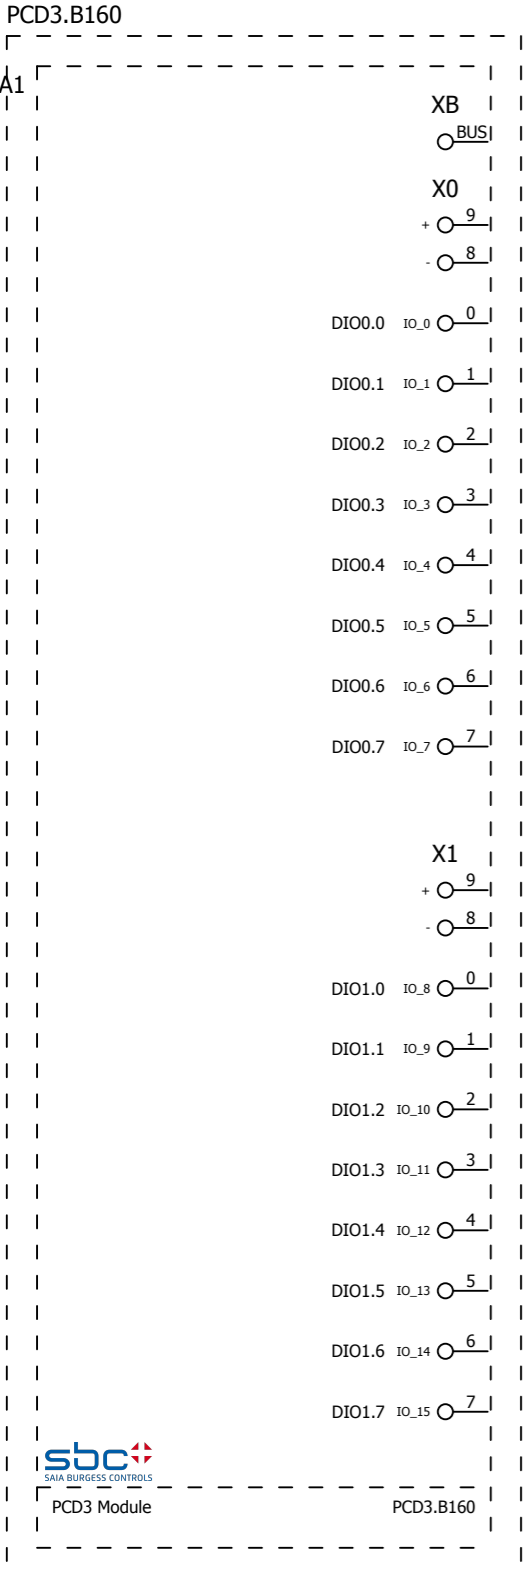 PCD3.B160
A1
XB
BUS
X0
+ 9
- 8
DIO0.0 IO_0 0
DIO0.1 IO_1 1
DIO0.2 IO_2 2
DIO0.3 IO_3 3
DIO0.4 IO_4 4
DIO0.5 IO_5 5
DIO0.6 IO_6 6
DIO0.7 IO_7 7
X1
+ 9
- 8
DIO1.0 IO_8 0
DIO1.1 IO_9 1
DIO1.2 IO_10 2
DIO1.3 IO_11 3
DIO1.4 IO_12 4
DIO1.5 IO_13 5
DIO1.6 IO_14 6
DIO1.7 IO_15 7
sbc
SAIA BURGESS CONTROLS
PCD3 Module PCD3.B160